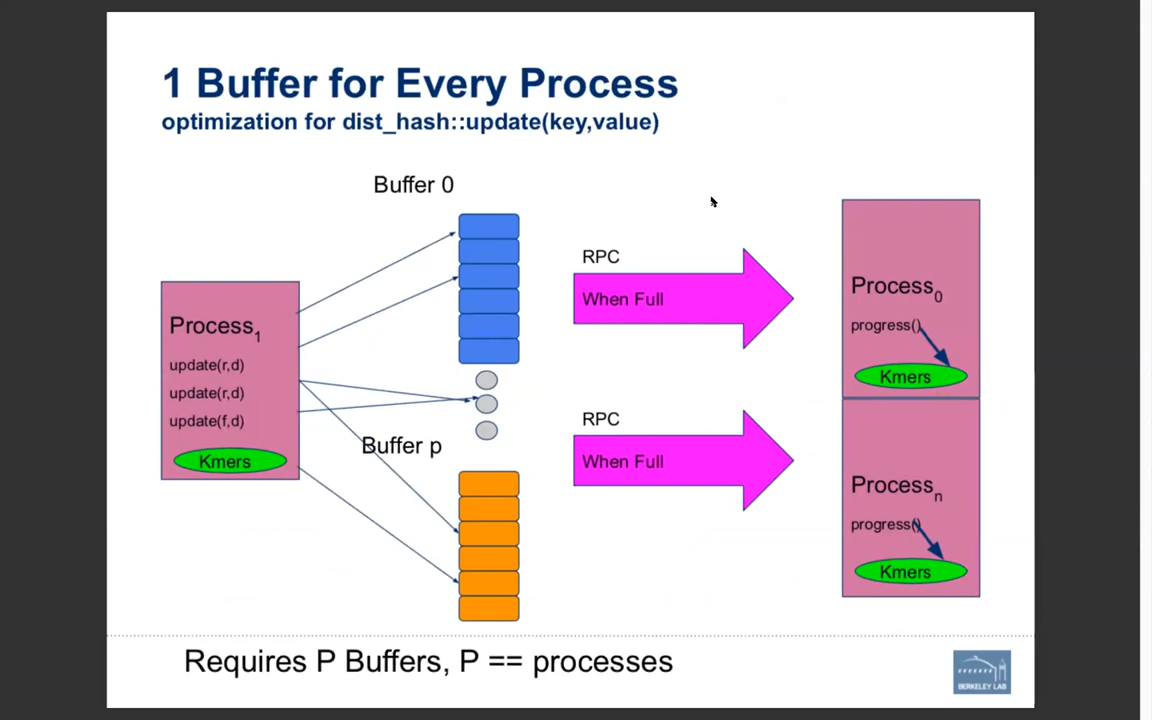 1 Buffer for Every Process
optimization for dist_hash::update(key,value)
Buffer 0
RPC
When Full
Process0
progress()
Kmers
Process1
update(r,d)
update(r,d)
update(f,d)
Kmers
Buffer p
RPC
When Full
Processn
progress()
Kmers
Requires P Buffers, P == processes
BERKELEY LAB